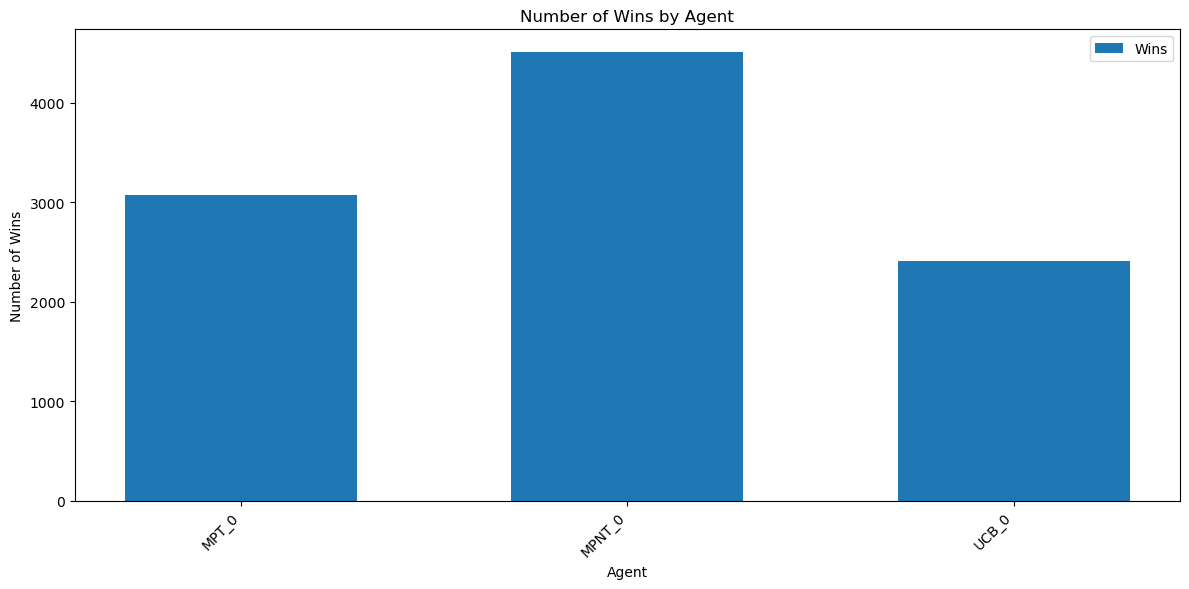 Number of Wins by Agent
Wins
Number of Wins
4000
3000
2000
1000
0
MPT_0
MPNT_0
UCB_0
Agent